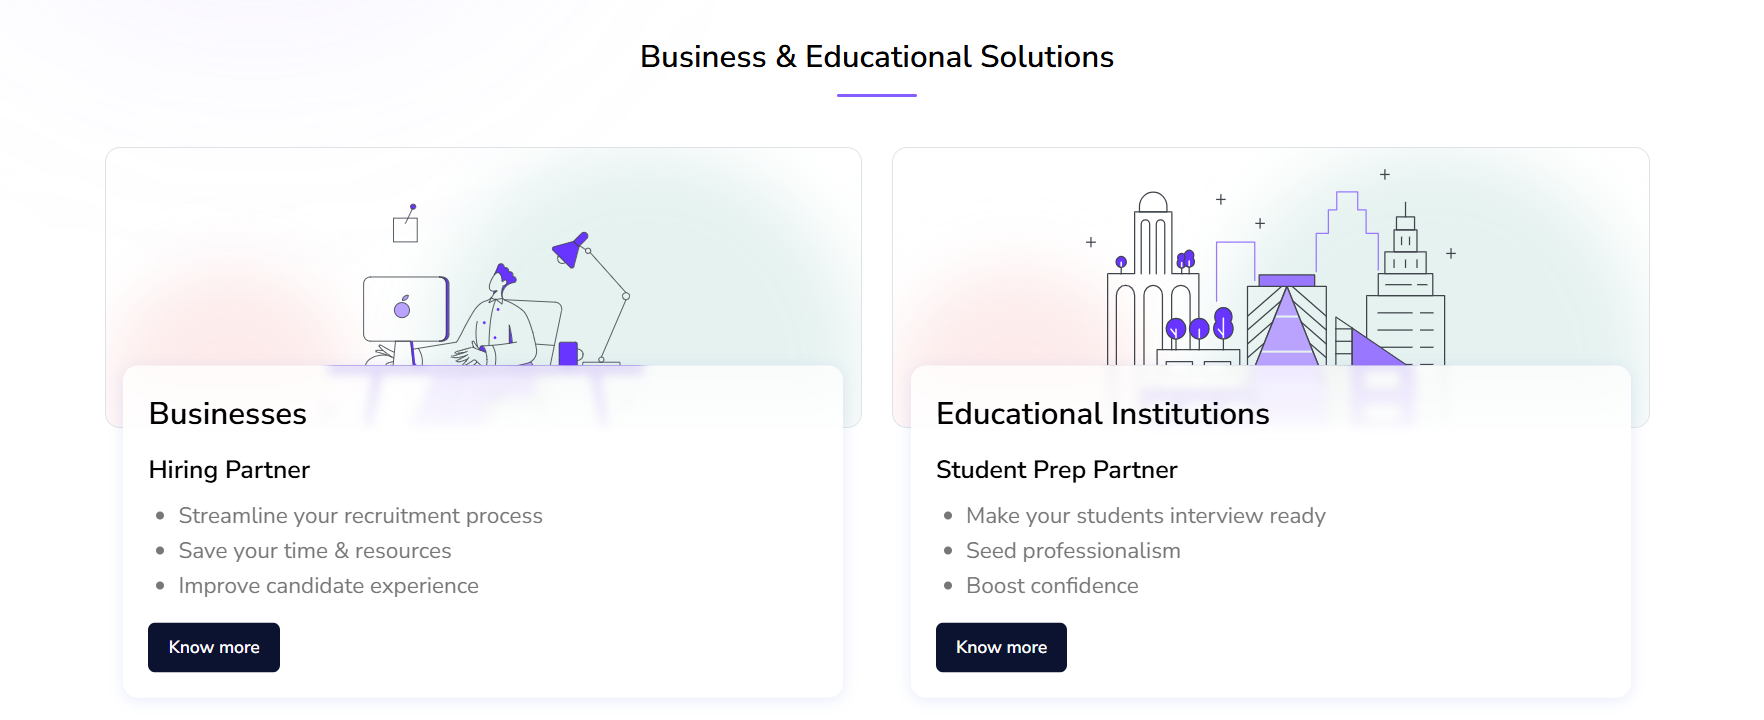 Business & Educational Solutions
Businesses
Hiring Partner
Streamline your recruitment process
Save your time & resources
Improve candidate experience
Know more
Educational Institutions
Student Prep Partner
Make your students interview ready
Seed professionalism
Boost confidence
Know more